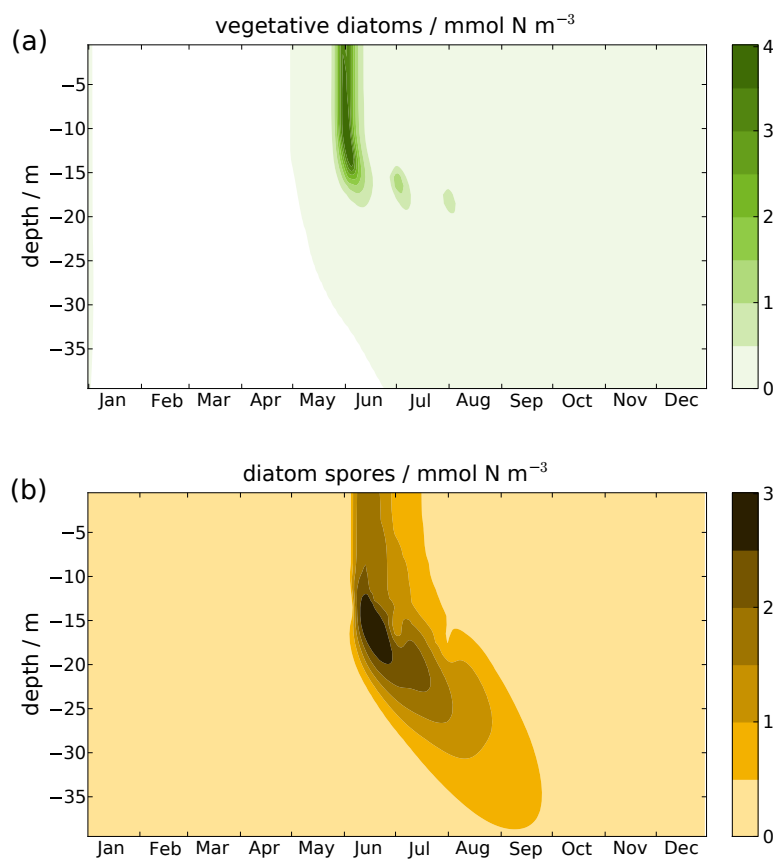 (a)
vegetative diatoms / mmol N m⁻³
depth / m
−5
−10
−15
−20
−25
−30
−35
Jan Feb Mar Apr May Jun Jul Aug Sep Oct Nov Dec
4
3
2
1
0
(b)
diatom spores / mmol N m⁻³
depth / m
−5
−10
−15
−20
−25
−30
−35
Jan Feb Mar Apr May Jun Jul Aug Sep Oct Nov Dec
3
2
1
0